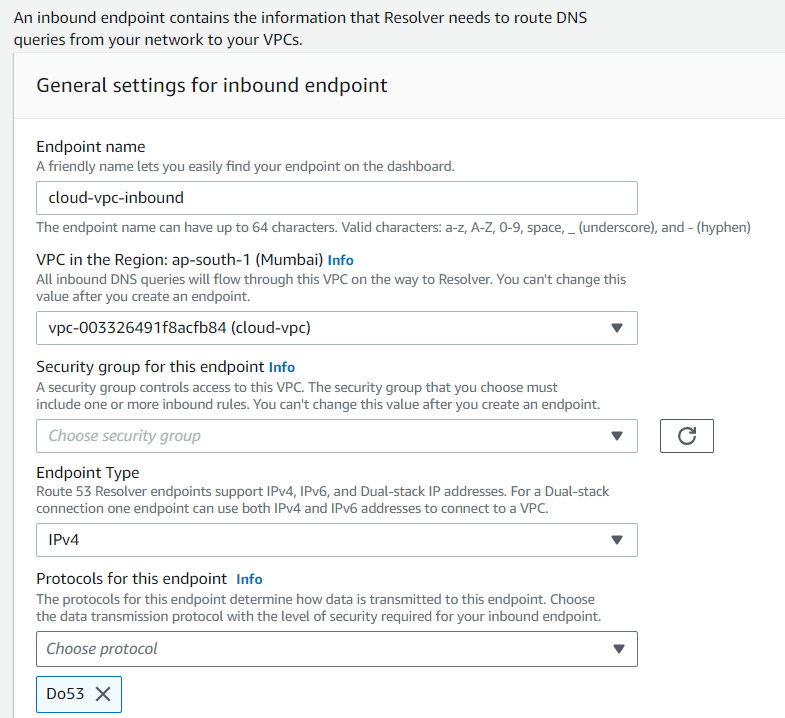 An inbound endpoint contains the information that Resolver needs to route DNS
queries from your network to your VPCs.
General settings for inbound endpoint
Endpoint name
A friendly name lets you easily find your endpoint on the dashboard.
cloud-vpc-inbound
The endpoint name can have up to 64 characters. Valid characters: a-z, A-Z, 0-9, space, _ (underscore), and - (hyphen)
VPC in the Region: ap-south-1 (Mumbai) Info
All inbound DNS queries will flow through this VPC on the way to Resolver. You can't change this
value after you create an endpoint.
vpc-003326491f8acfb84 (cloud-vpc)
Security group for this endpoint Info
A security group controls access to this VPC. The security group that you choose must
include one or more inbound rules. You can't change this value after you create an endpoint.
Choose security group
Endpoint Type
Route 53 Resolver endpoints support IPv4, IPv6, and Dual-stack IP addresses. For a Dual-stack
connection one endpoint can use both IPv4 and IPv6 addresses to connect to a VPC.
IPv4
Protocols for this endpoint Info
The protocols for this endpoint determine how data is transmitted to this endpoint. Choose
the data transmission protocol with the level of security required for your inbound endpoint.
Choose protocol
Do53